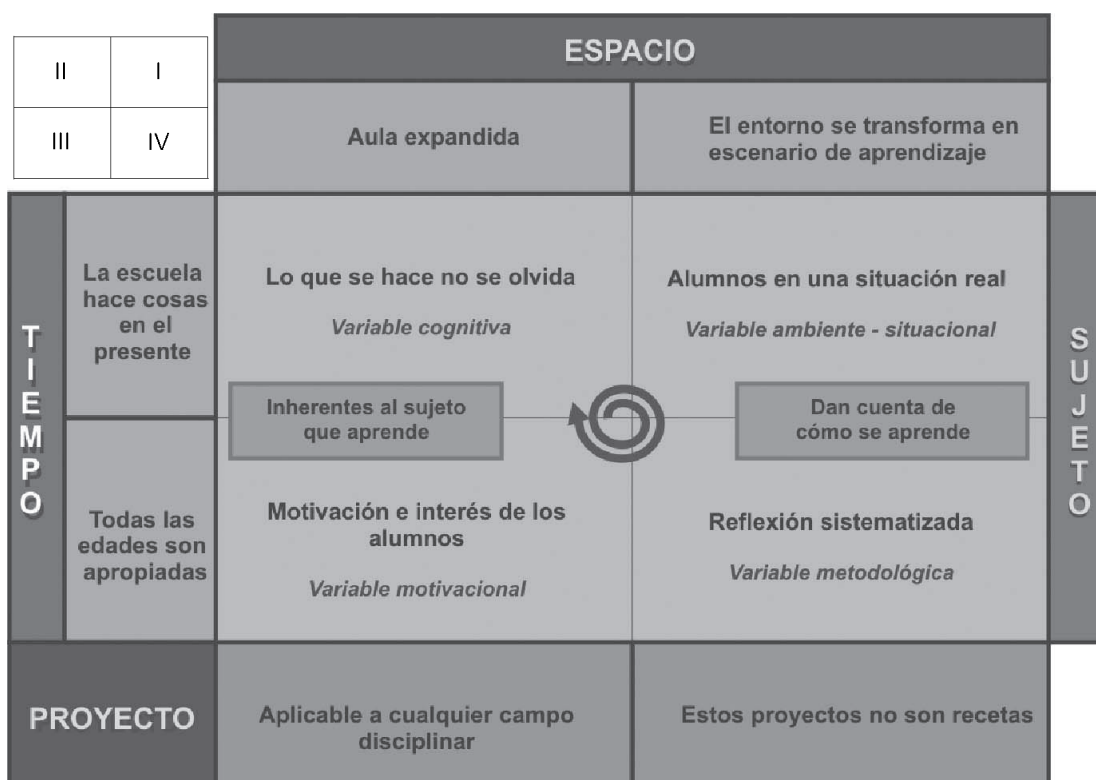 II I
III IV
ESPACIO
Aula expandida
El entorno se transforma en
escenario de aprendizaje
TIEMPO
La escuela
hace cosas
en el
presente
Lo que se hace no se olvida
Variable cognitiva
Alumnos en una situación real
Variable ambiente - situacional
SUJETO
Inherentes al sujeto
que aprende
Dan cuenta de
cómo se aprende
Todas las
edades son
apropiadas
Motivación e interés de los
alumnos
Variable motivacional
Reflexión sistematizada
Variable metodológica
PROYECTO
Aplicable a cualquier campo
disciplinar
Estos proyectos no son recetas